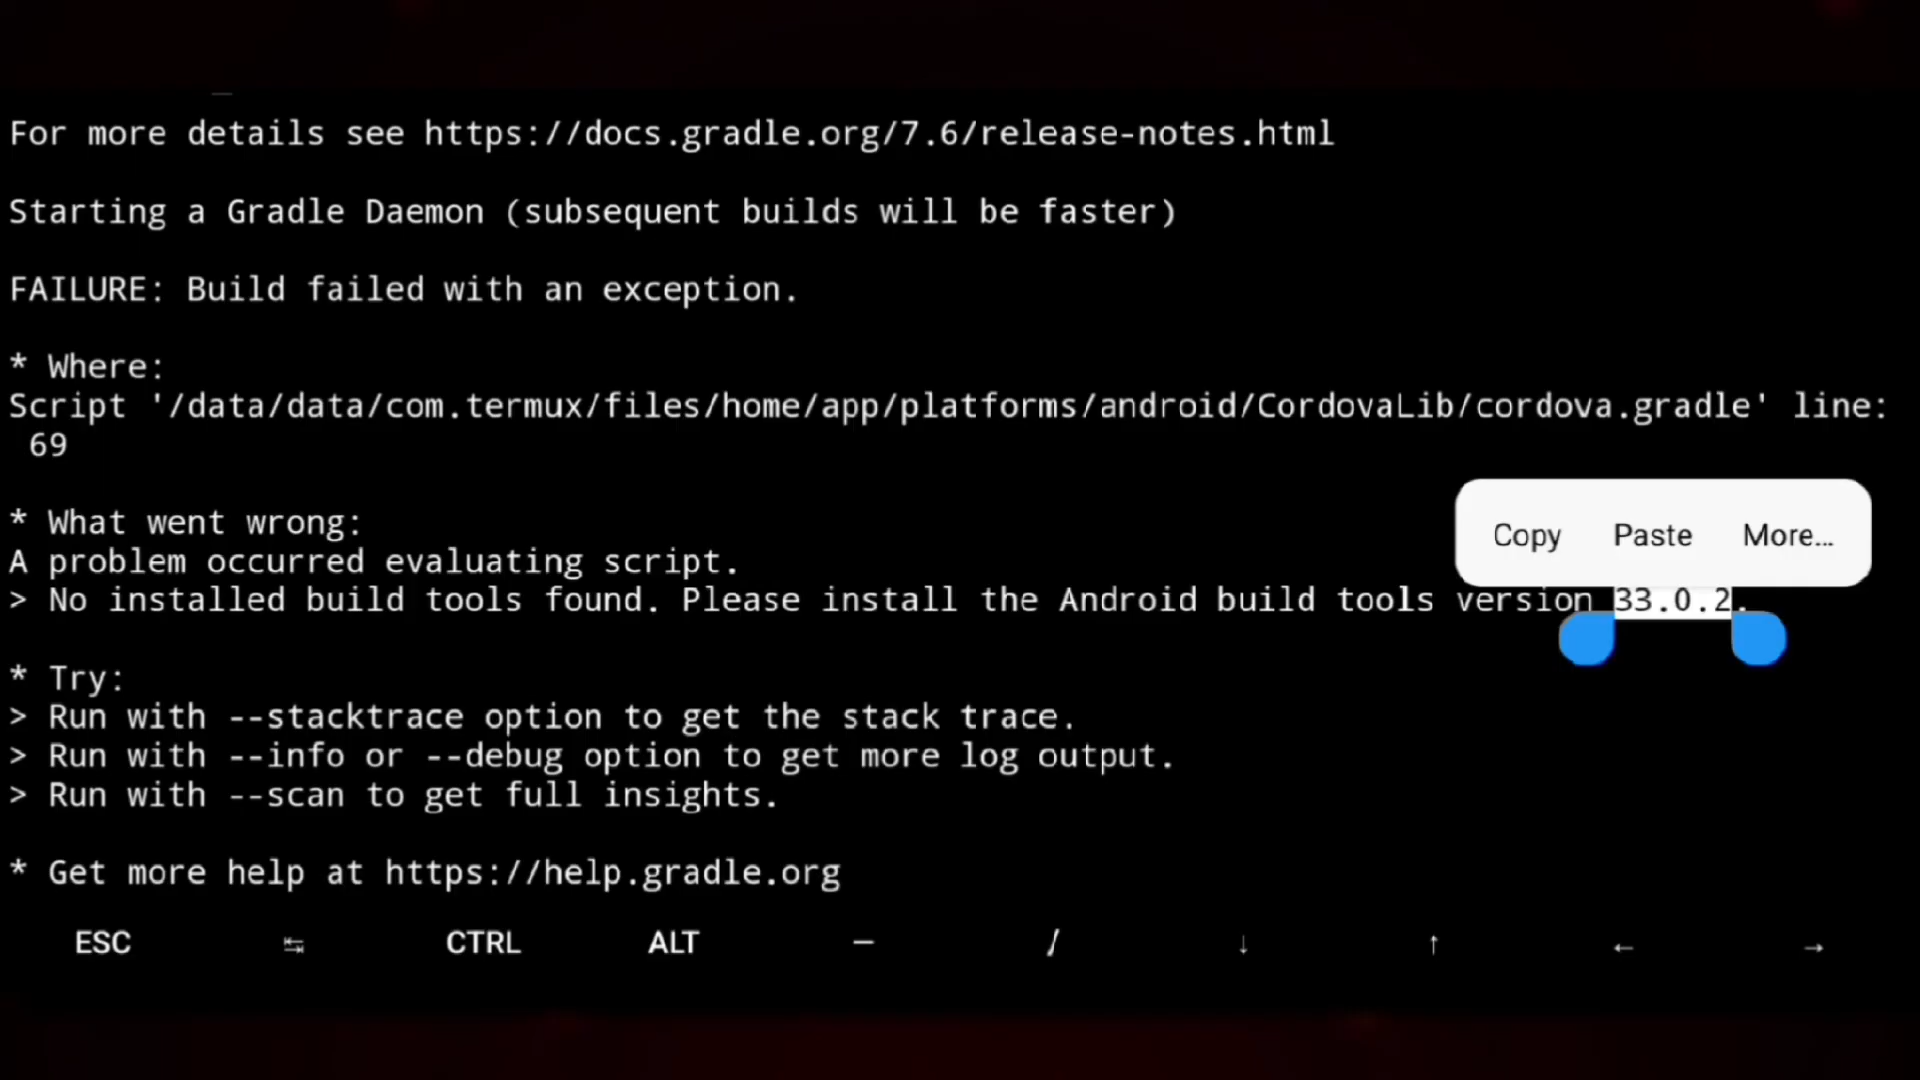 For more details see https://docs.gradle.org/7.6/release-notes.html
Starting a Gradle Daemon (subsequent builds will be faster)
FAILURE: Build failed with an exception.
* Where:
Script '/data/data/com.termux/files/home/app/platforms/android/CordovaLib/cordova.gradle' line:
69
* What went wrong:
A problem occurred evaluating script.
Copy Paste More...
> No installed build tools found. Please install the Android build tools version 33.0.2.
* Try:
> Run with --stacktrace option to get the stack trace.
> Run with --info or --debug option to get more log output.
> Run with --scan to get full insights.
* Get more help at https://help.gradle.org
ESC ↹ CTRL ALT − / ↓ ↑ ← →